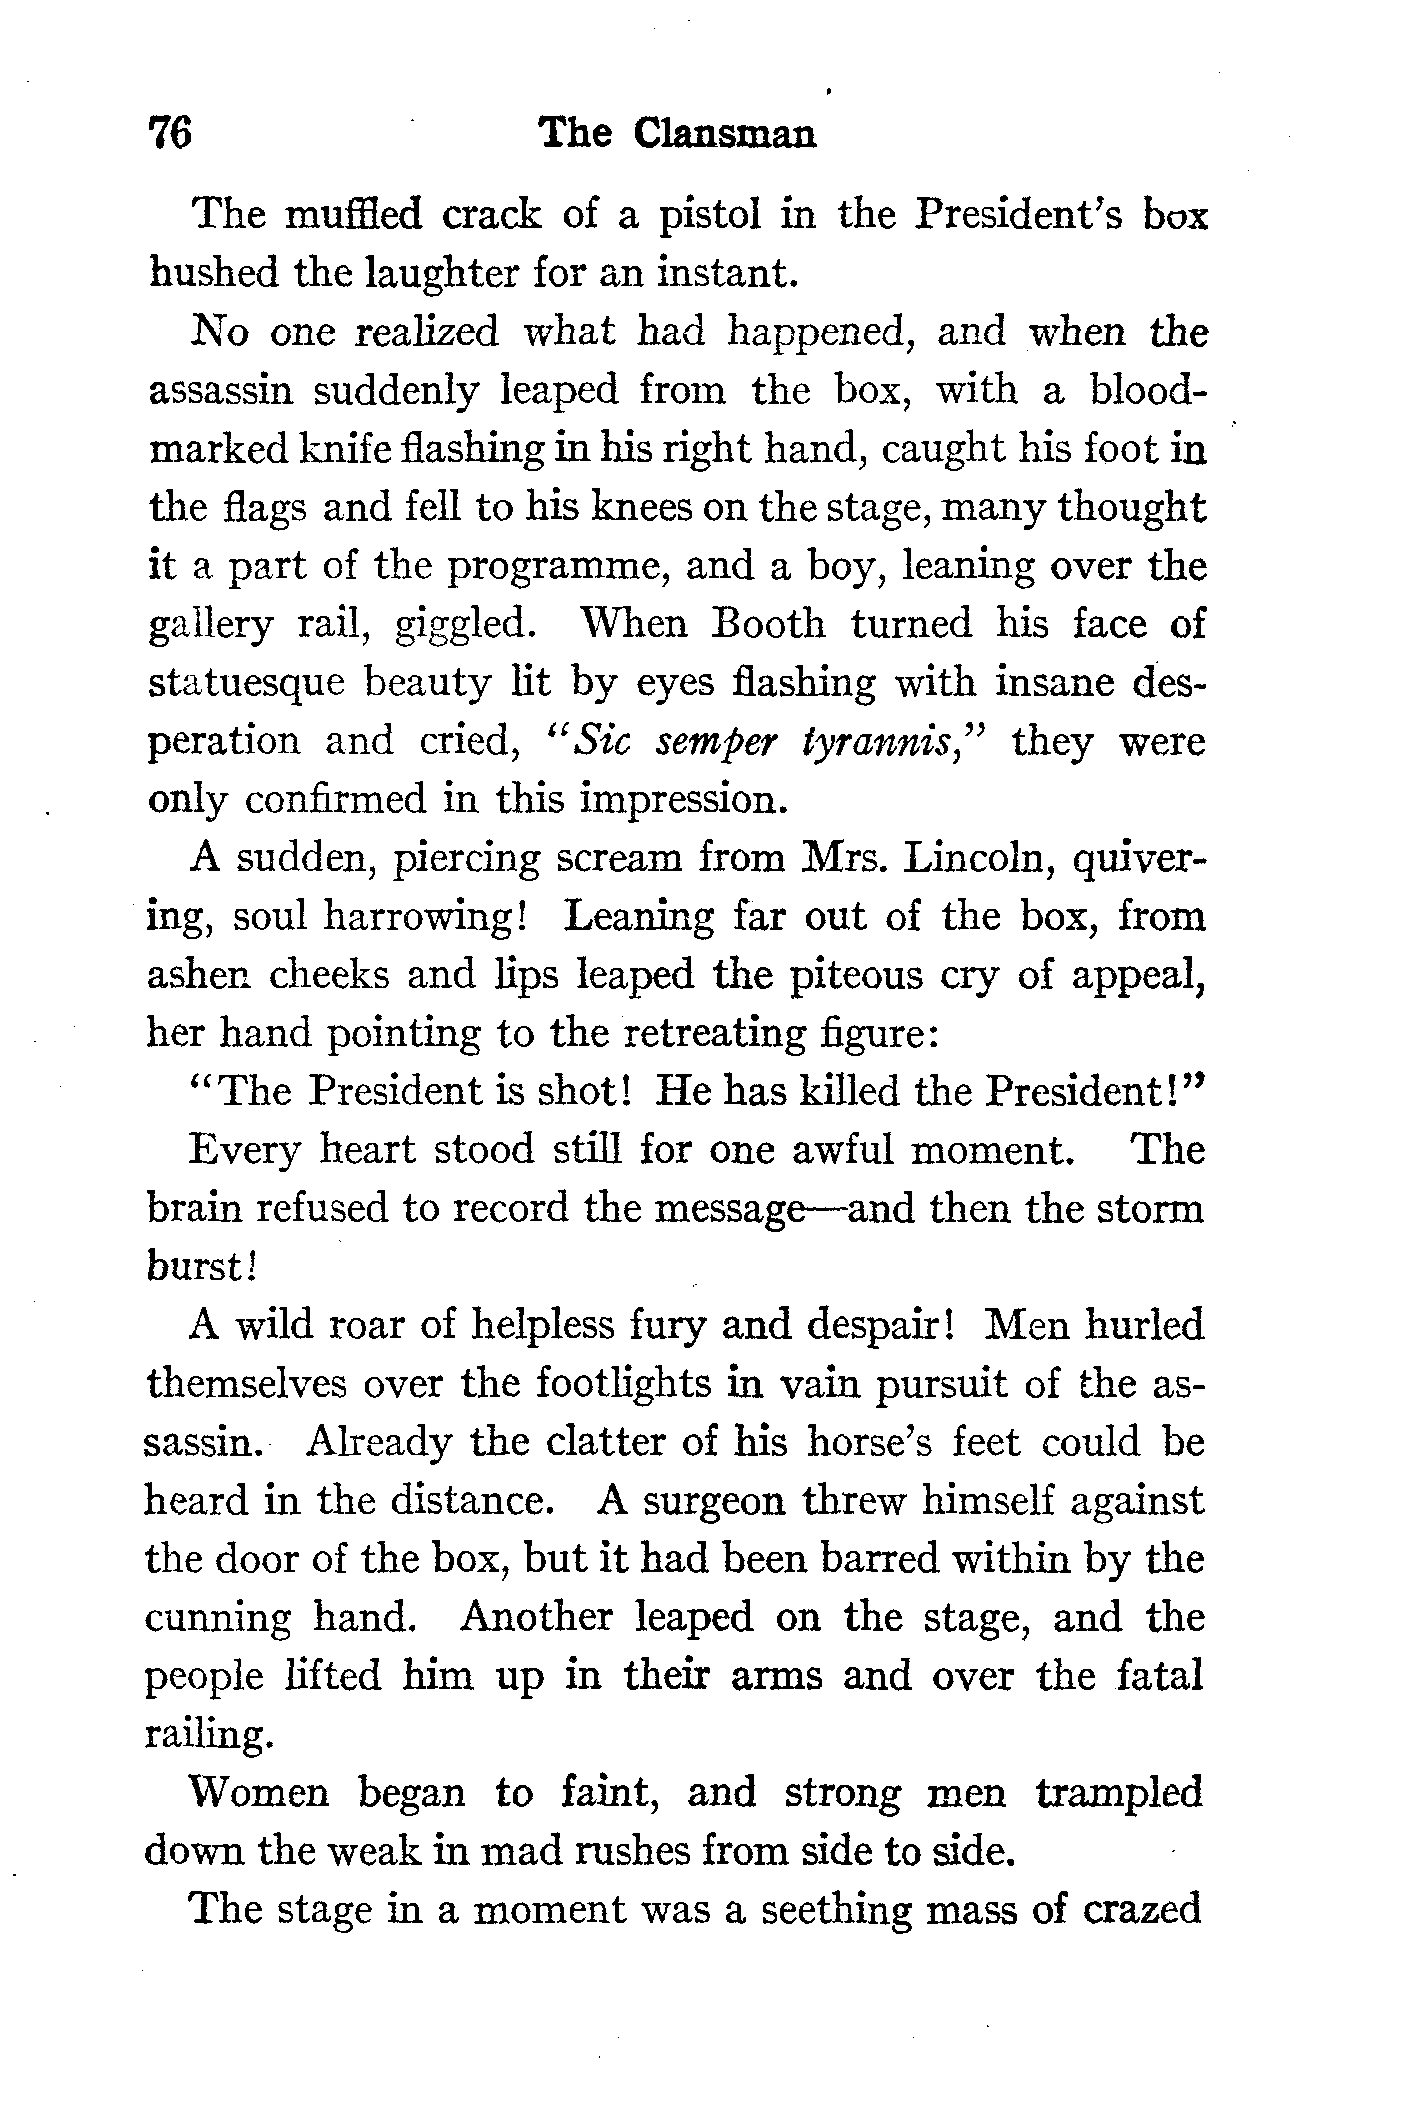 76 The Clansman
The muffled crack of a pistol in the President's box
hushed the laughter for an instant.
No one realized what had happened, and when the
assassin suddenly leaped from the box, with a blood-
marked knife flashing in his right hand, caught his foot in
the flags and fell to his knees on the stage, many thought
it a part of the programme, and a boy, leaning over the
gallery rail, giggled. When Booth turned his face of
statuesque beauty lit by eyes flashing with insane des-
peration and cried, "Sic semper tyrannis," they were
only confirmed in this impression.
A sudden, piercing scream from Mrs. Lincoln, quiver-
ing, soul harrowing! Leaning far out of the box, from
ashen cheeks and lips leaped the piteous cry of appeal,
her hand pointing to the retreating figure:
"The President is shot! He has killed the President!"
Every heart stood still for one awful moment. The
brain refused to record the message—and then the storm
burst!
A wild roar of helpless fury and despair! Men hurled
themselves over the footlights in vain pursuit of the as-
sassin. Already the clatter of his horse's feet could be
heard in the distance. A surgeon threw himself against
the door of the box, but it had been barred within by the
cunning hand. Another leaped on the stage, and the
people lifted him up in their arms and over the fatal
railing.
Women began to faint, and strong men trampled
down the weak in mad rushes from side to side.
The stage in a moment was a seething mass of crazed